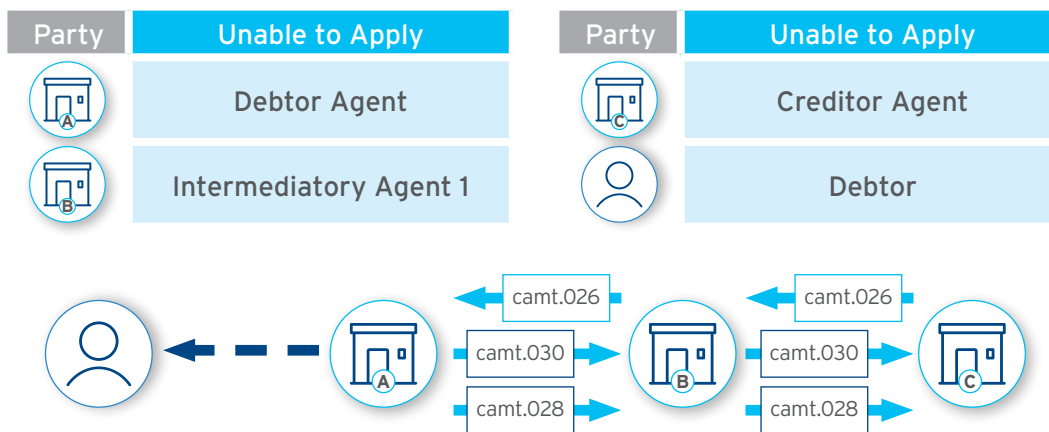 Party Unable to Apply
A Debtor Agent
B Intermediatory Agent 1
Party Unable to Apply
C Creditor Agent
Debtor
camt.026 camt.026
camt.030 camt.030
A B C
camt.028 camt.028